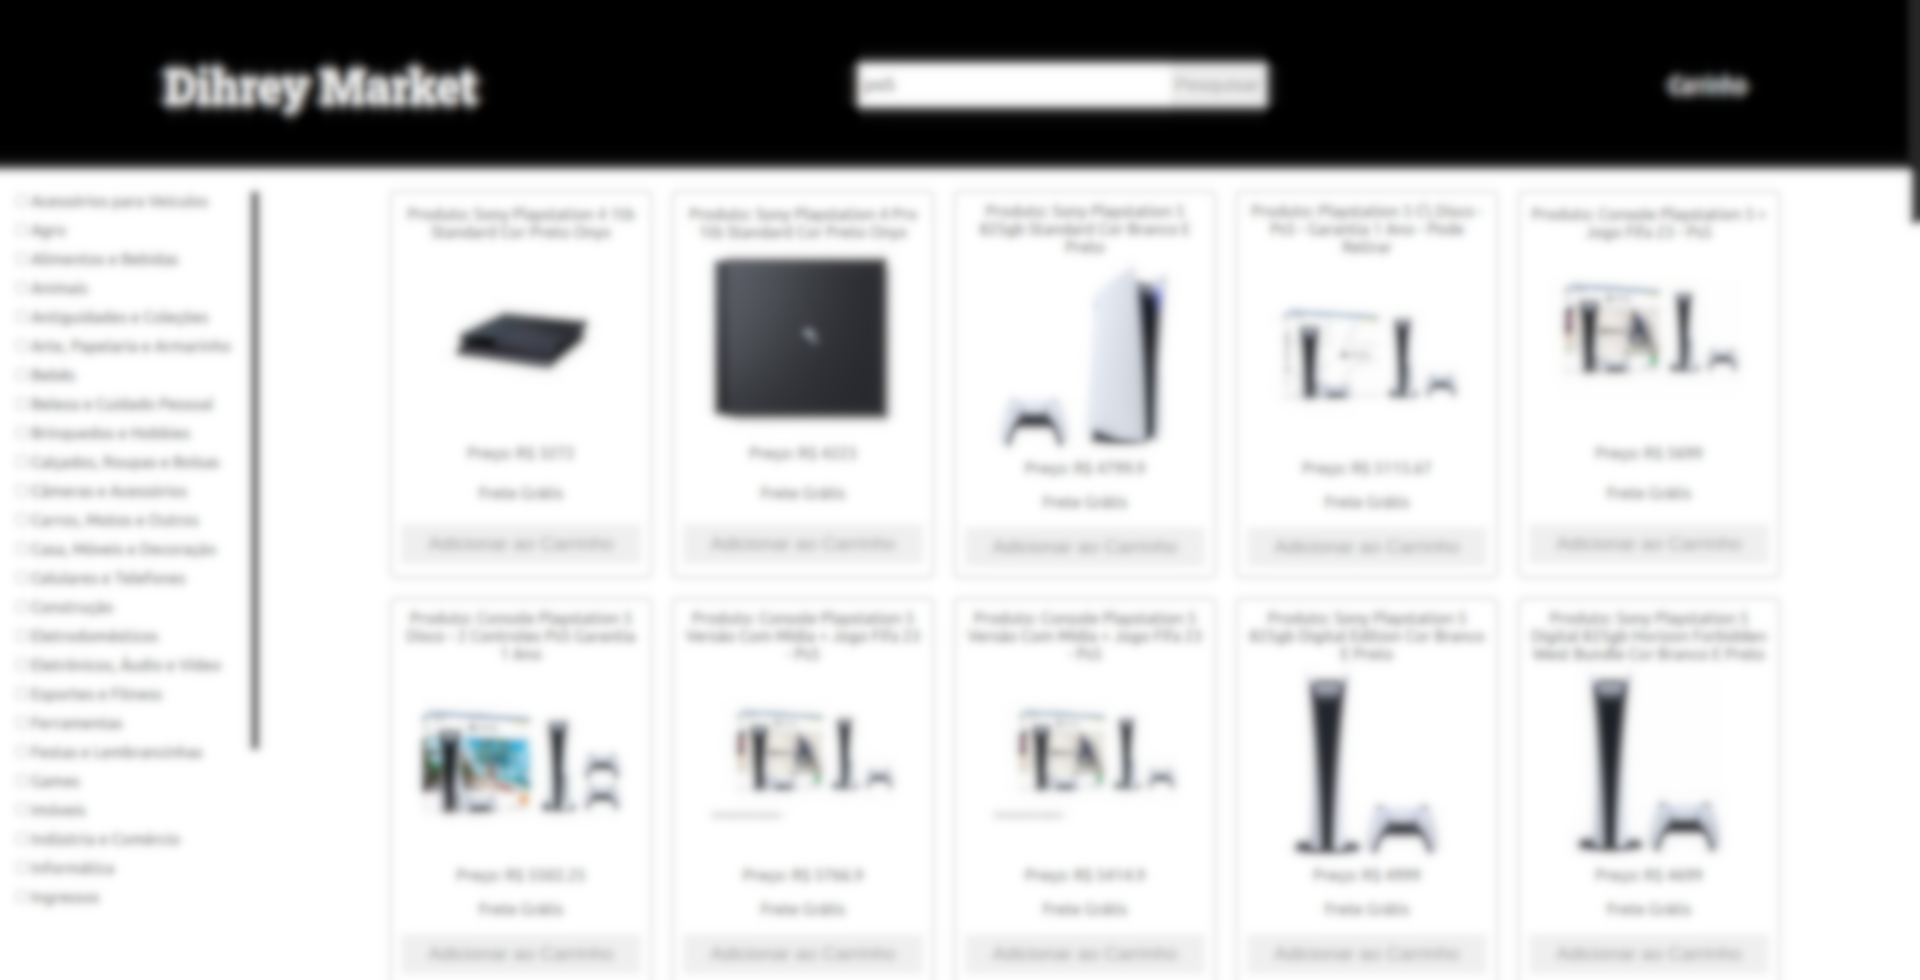 Dihrey Market
ps5
Pesquisar
Carinho
Acessórios para Veículos
Agro
Alimentos e Bebidas
Animais
Antiguidades e Coleções
Arte, Papelaria e Armarinho
Bebês
Beleza e Cuidado Pessoal
Brinquedos e Hobbies
Calçados, Roupas e Bolsas
Câmeras e Acessórios
Carros, Motos e Outros
Casa, Móveis e Decoração
Celulares e Telefones
Construção
Eletrodomésticos
Eletrônicos, Áudio e Vídeo
Esportes e Fitness
Ferramentas
Festas e Lembrancinhas
Games
Imóveis
Indústria e Comércio
Informática
Ingressos
Produto: Sony Playstation 4 1tb
Standard Cor Preto Onyx
Preço: R$ 3272
Frete Grátis
Adicionar ao Carrinho
Produto: Sony Playstation 4 Pro
1tb Standard Cor Preto Onyx
Preço: R$ 4223
Frete Grátis
Adicionar ao Carrinho
Produto: Sony Playstation 5
825gb Standard Cor Branco E
Preto
Preço: R$ 4799.9
Frete Grátis
Adicionar ao Carrinho
Produto: Playstation 5 C\ Disco -
Ps5 - Garantia 1 Ano - Pode
Retirar
Preço: R$ 5115.67
Frete Grátis
Adicionar ao Carrinho
Produto: Console Playstation 5 +
Jogo Fifa 23 - Ps5
Preço: R$ 5699
Frete Grátis
Adicionar ao Carrinho
Produto: Console Playstation 5
Disco - 2 Controles Ps5 Garantia
1 Ano
Preço: R$ 5582.25
Frete Grátis
Adicionar ao Carrinho
Produto: Console Playstation 5
Versão Com Mídia + Jogo Fifa 23
- Ps5
Preço: R$ 5766.9
Frete Grátis
Adicionar ao Carrinho
Produto: Console Playstation 5
Versão Com Mídia + Jogo Fifa 23
- Ps5
Preço: R$ 5414.9
Frete Grátis
Adicionar ao Carrinho
Produto: Sony Playstation 5
825gb Digital Edition Cor Branco
E Preto
Preço: R$ 4999
Frete Grátis
Adicionar ao Carrinho
Produto: Sony Playstation 5
Digital 825gb Horizon Forbidden
West Bundle Cor Branco E Preto
Preço: R$ 4699
Frete Grátis
Adicionar ao Carrinho